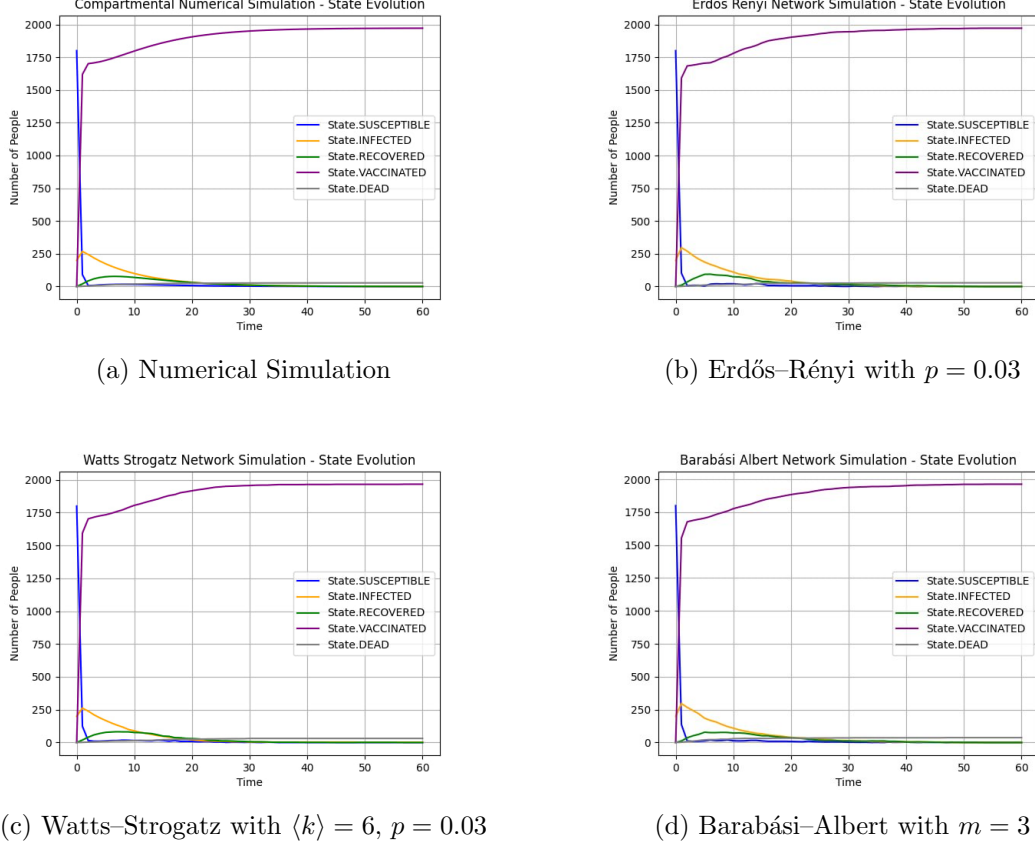 Compartmental Numerical Simulation - State Evolution
2000
1750
1500
1250
1000
750
500
250
0
Number of People
State.SUSCEPTIBLE
State.INFECTED
State.RECOVERED
State.VACCINATED
State.DEAD
0 10 20 30 40 50 60
Time
(a) Numerical Simulation
Erdos Renyi Network Simulation - State Evolution
2000
1750
1500
1250
1000
750
500
250
0
Number of People
State.SUSCEPTIBLE
State.INFECTED
State.RECOVERED
State.VACCINATED
State.DEAD
0 10 20 30 40 50 60
Time
(b) Erdős–Rényi with p = 0.03
Watts Strogatz Network Simulation - State Evolution
2000
1750
1500
1250
1000
750
500
250
0
Number of People
State.SUSCEPTIBLE
State.INFECTED
State.RECOVERED
State.VACCINATED
State.DEAD
0 10 20 30 40 50 60
Time
(c) Watts–Strogatz with ⟨k⟩ = 6, p = 0.03
Barabási Albert Network Simulation - State Evolution
2000
1750
1500
1250
1000
750
500
250
0
Number of People
State.SUSCEPTIBLE
State.INFECTED
State.RECOVERED
State.VACCINATED
State.DEAD
0 10 20 30 40 50 60
Time
(d) Barabási–Albert with m = 3